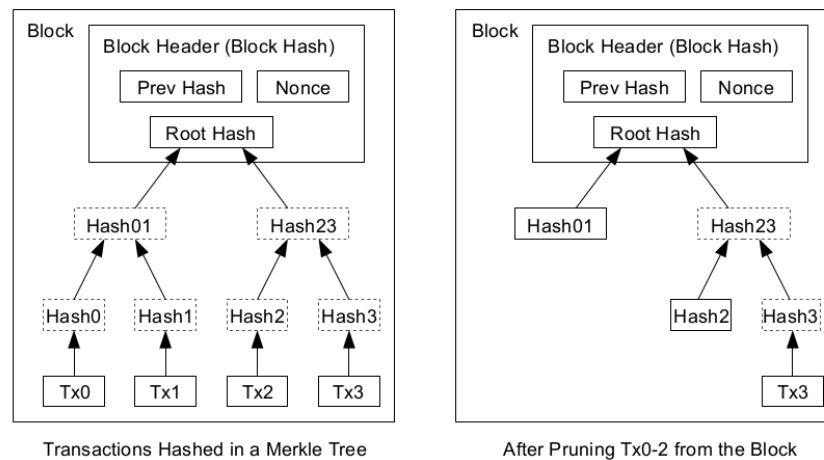 Block
Block Header (Block Hash)
Prev Hash
Nonce
Root Hash
Hash01
Hash23
Hash0
Hash1
Hash2
Hash3
Tx0
Tx1
Tx2
Tx3
Transactions Hashed in a Merkle Tree
Block
Block Header (Block Hash)
Prev Hash
Nonce
Root Hash
Hash01
Hash23
Hash2
Hash3
Tx3
After Pruning Tx0-2 from the Block